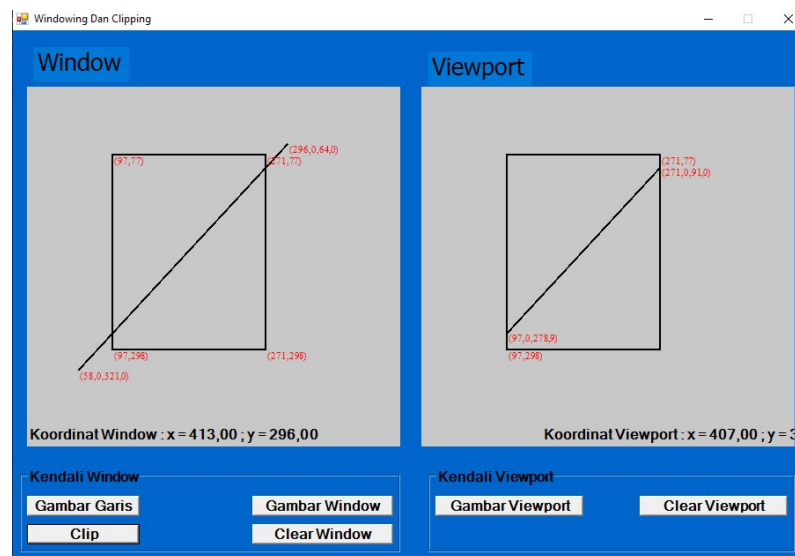 Windowing Dan Clipping
Window
Viewport
(296,0,64,0)
(97,77)
(271,77)
(97,298)
(271,298)
(58,0,321,0)
Koordinat Window : x = 413,00 ; y = 296,00
(271,77)
(271,0,91,0)
(97,0,278,9)
(97,298)
Koordinat Viewport : x = 407,00 ; y =
Kendali Window
Gambar Garis
Gambar Window
Clip
Clear Window
Kendali Viewport
Gambar Viewport
Clear Viewport